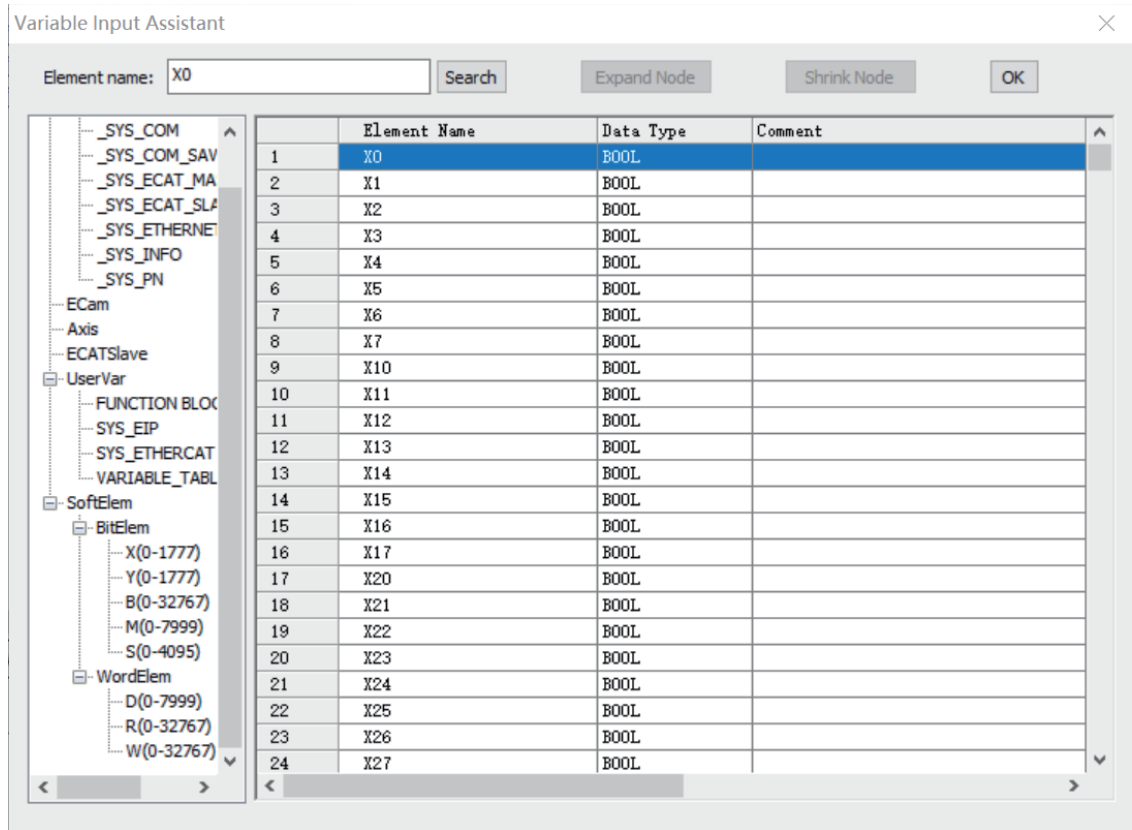 Variable Input Assistant
Element name: X0 Search Expand Node Shrink Node OK
_SYS_COM
_SYS_COM_SAV
_SYS_ECAT_MA
_SYS_ECAT_SLA
_SYS_ETHERNET
_SYS_INFO
_SYS_PN
ECam
Axis
ECATSlave
UserVar
FUNCTION BLOC
SYS_EIP
SYS_ETHERCAT
VARIABLE_TABL
SoftElem
BitElem
X(0-1777)
Y(0-1777)
B(0-32767)
M(0-7999)
S(0-4095)
WordElem
D(0-7999)
R(0-32767)
W(0-32767)
Element Name Data Type Comment
1 X0 BOOL
2 X1 BOOL
3 X2 BOOL
4 X3 BOOL
5 X4 BOOL
6 X5 BOOL
7 X6 BOOL
8 X7 BOOL
9 X10 BOOL
10 X11 BOOL
11 X12 BOOL
12 X13 BOOL
13 X14 BOOL
14 X15 BOOL
15 X16 BOOL
16 X17 BOOL
17 X20 BOOL
18 X21 BOOL
19 X22 BOOL
20 X23 BOOL
21 X24 BOOL
22 X25 BOOL
23 X26 BOOL
24 X27 BOOL